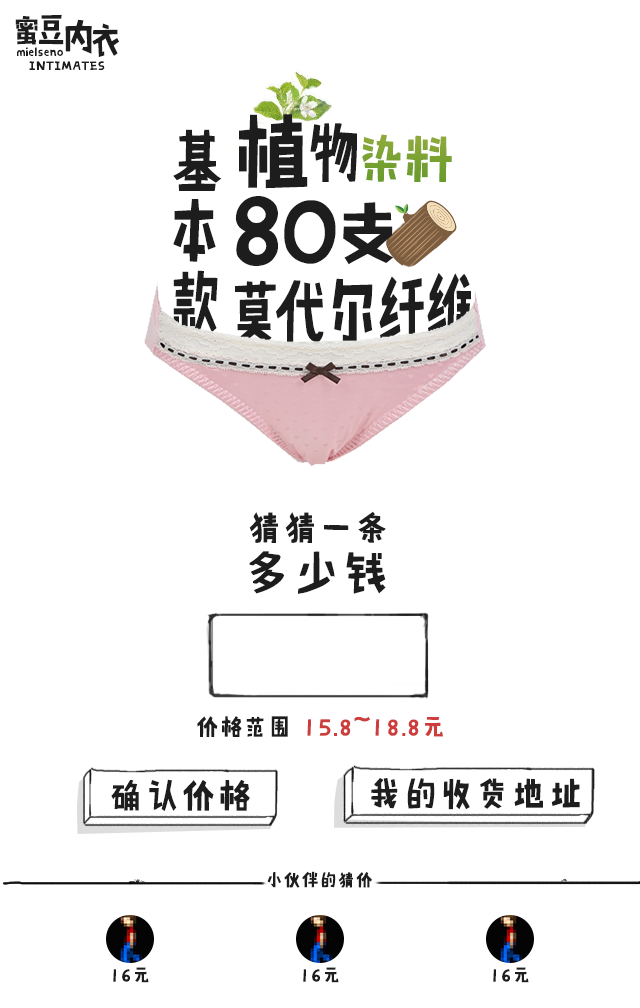 蜜豆内衣
mielseno
INTIMATES
基本款
植物染料
80支
莫代尔纤维
猜猜一条
多少钱
价格范围 15.8~18.8元
确认价格
我的收货地址
小伙伴的猜价
16元
16元
16元